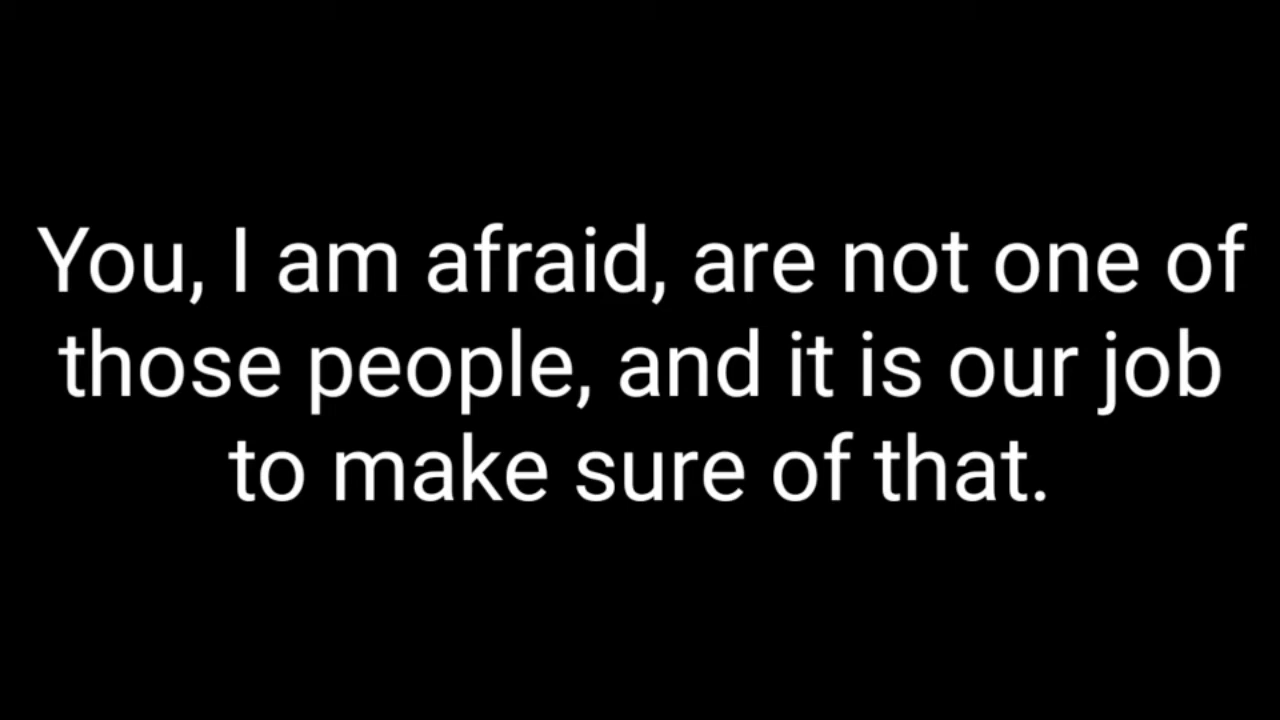 You, I am afraid, are not one of
those people, and it is our job
to make sure of that.